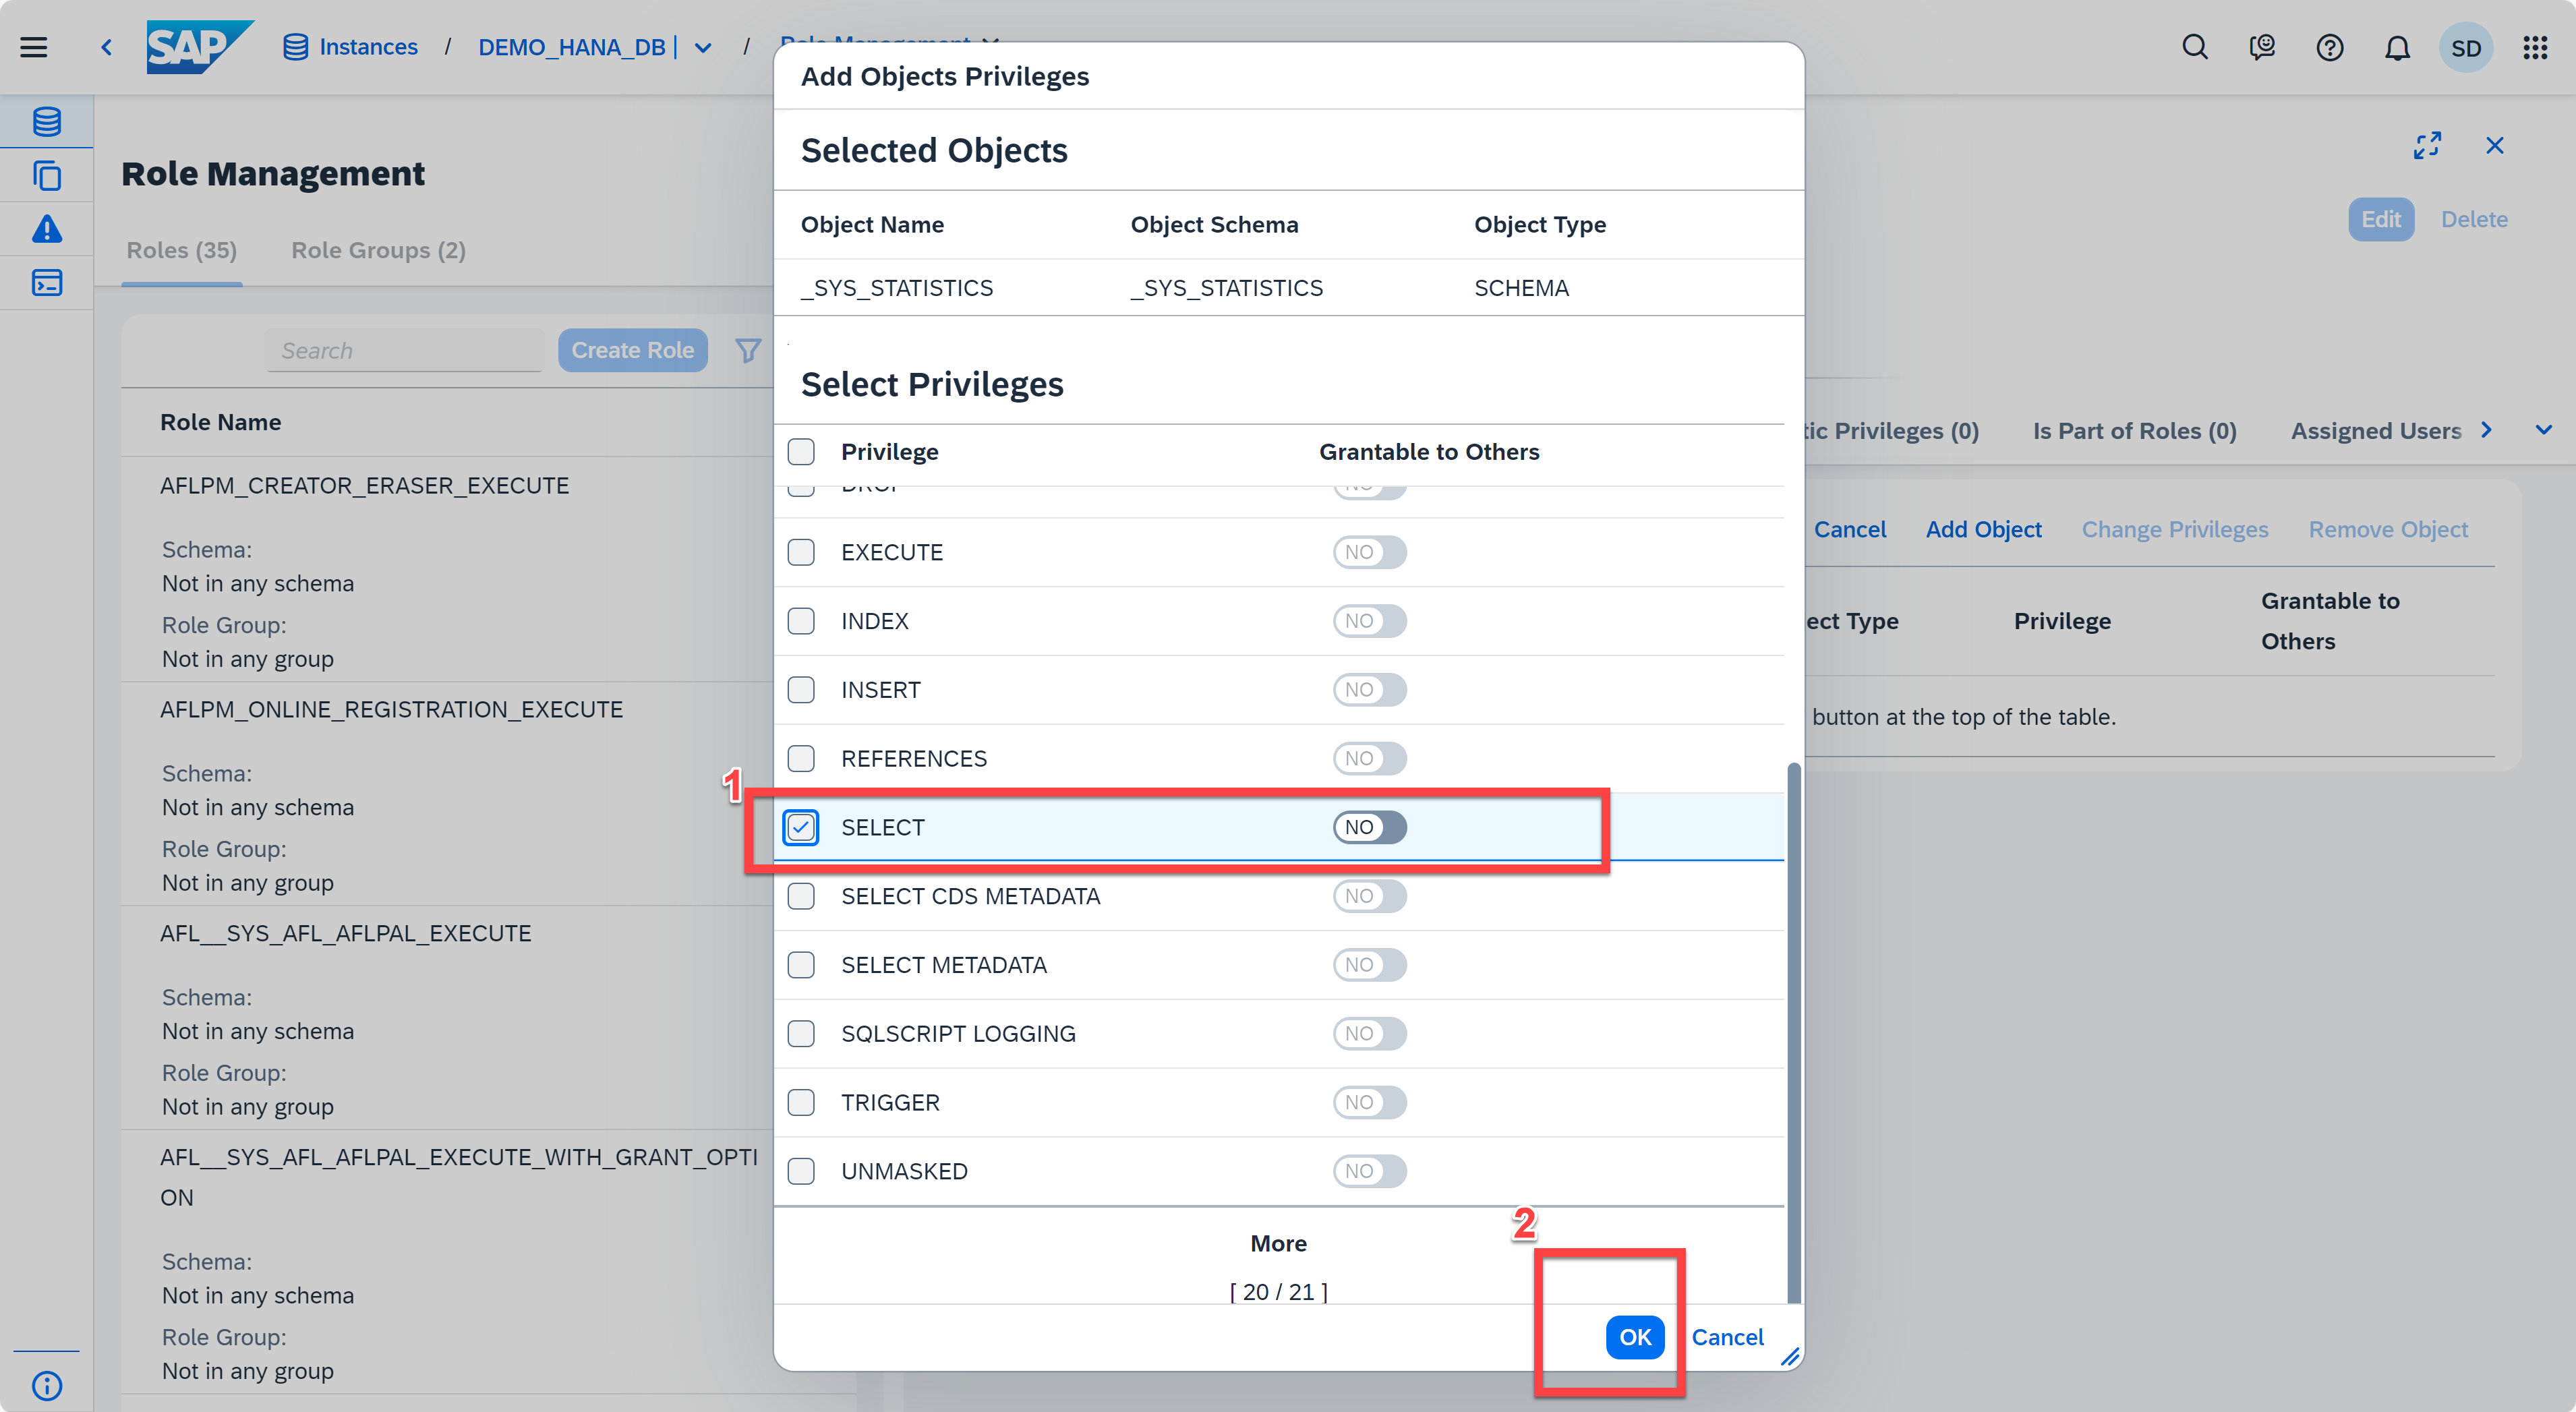 SAP
Instances / DEMO_HANA_DB | /
SD
Role Management
Roles (35)
Role Groups (2)
Search
Create Role
Role Name
AFLPM_CREATOR_ERASER_EXECUTE
Schema:
Not in any schema
Role Group:
Not in any group
AFLPM_ONLINE_REGISTRATION_EXECUTE
Schema:
Not in any schema
Role Group:
Not in any group
AFL__SYS_AFL_AFLPAL_EXECUTE
Schema:
Not in any schema
Role Group:
Not in any group
AFL__SYS_AFL_AFLPAL_EXECUTE_WITH_GRANT_OPTI
ON
Schema:
Not in any schema
Role Group:
Not in any group
Add Objects Privileges
Selected Objects
Object Name Object Schema Object Type
_SYS_STATISTICS _SYS_STATISTICS SCHEMA
Select Privileges
Privilege Grantable to Others
EXECUTE NO
INDEX NO
INSERT NO
REFERENCES NO
1
SELECT NO
SELECT CDS METADATA NO
SELECT METADATA NO
SQLSCRIPT LOGGING NO
TRIGGER NO
UNMASKED NO
2
More
[ 20 / 21 ]
OK Cancel
Edit Delete
tic Privileges (0) Is Part of Roles (0) Assigned Users
Cancel Add Object Change Privileges Remove Object
ect Type Privilege Grantable to
Others
button at the top of the table.